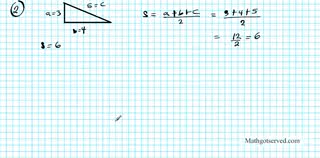 2
5 = c
a = 3
b = 4
s = 6
S = a + b + c / 2 = 3 + 4 + 5 / 2
= 12 / 2 = 6
Mathgotserved.com